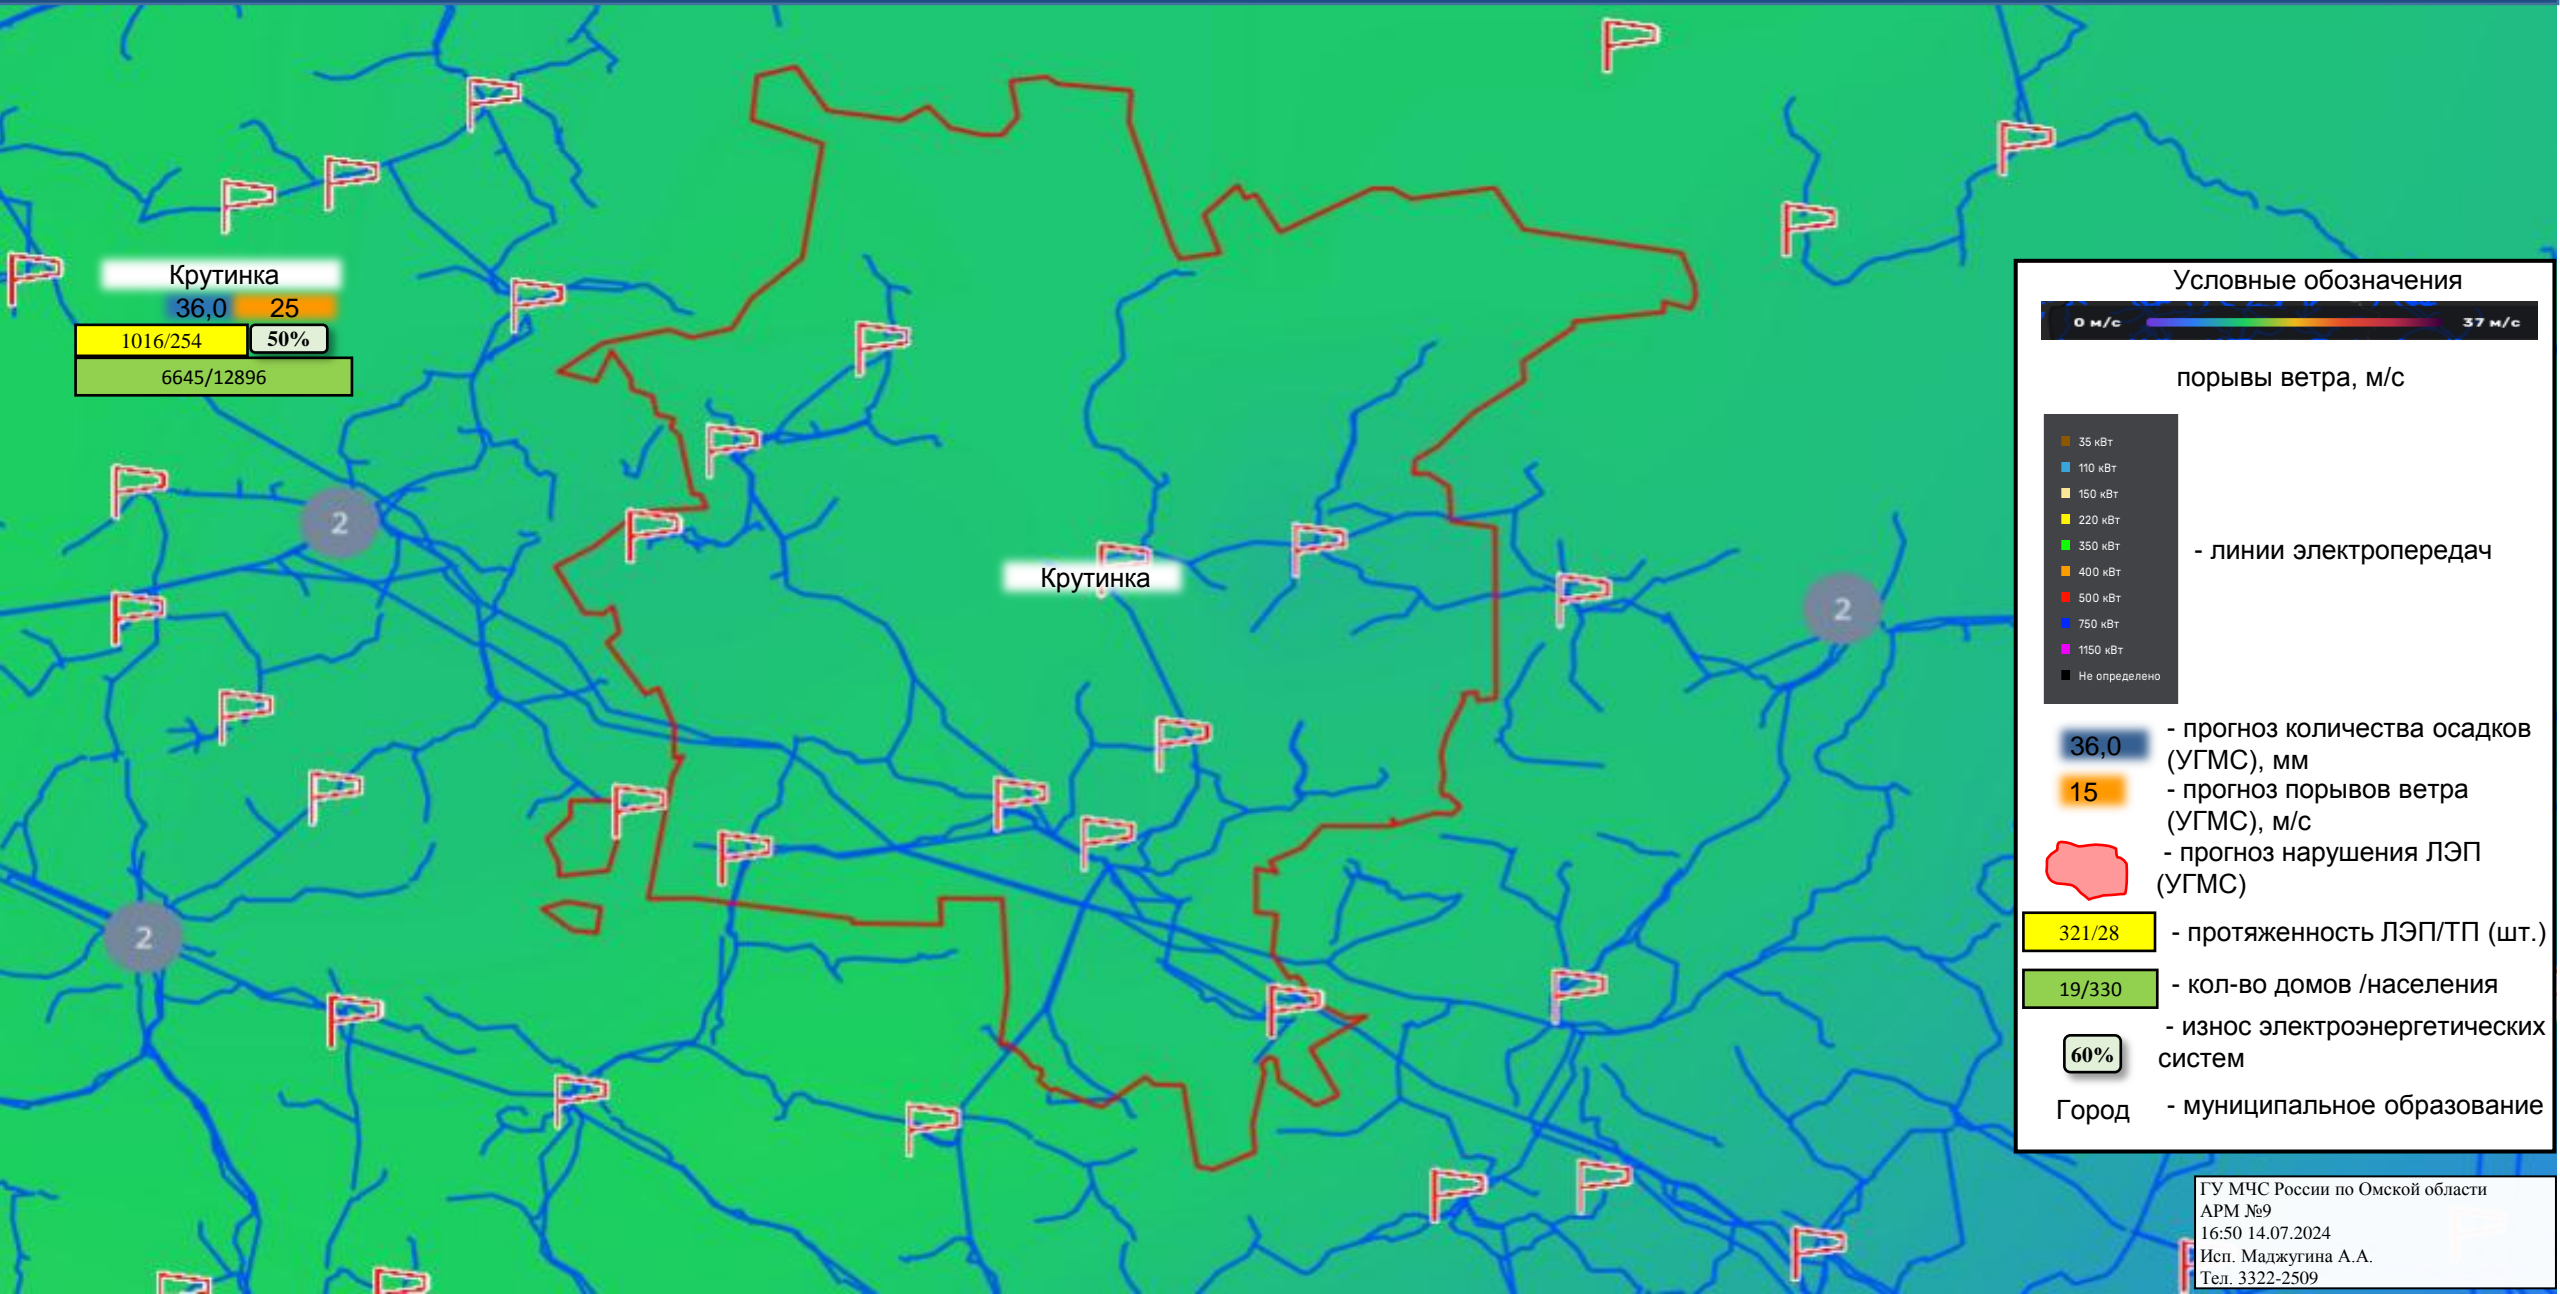 Крутинка
36,0 25
1016/254 50%
6645/12896
2
Крутинка
2
2
Условные обозначения
0 м/с 37 м/с
порывы ветра, м/с
35 кВт
110 кВт
150 кВт
220 кВт
350 кВт
400 кВт
500 кВт
750 кВт
1150 кВт
Не определено
- линии электропередач
36,0 - прогноз количества осадков
(УГМС), мм
15 - прогноз порывов ветра
(УГМС), м/с
- прогноз нарушения ЛЭП
(УГМС)
321/28 - протяженность ЛЭП/ТП (шт.)
19/330 - кол-во домов /населения
60% - износ электроэнергетических
систем
Город - муниципальное образование
ГУ МЧС России по Омской области
АРМ №9
16:50 14.07.2024
Исп. Маджугина А.А.
Тел. 3322-2509